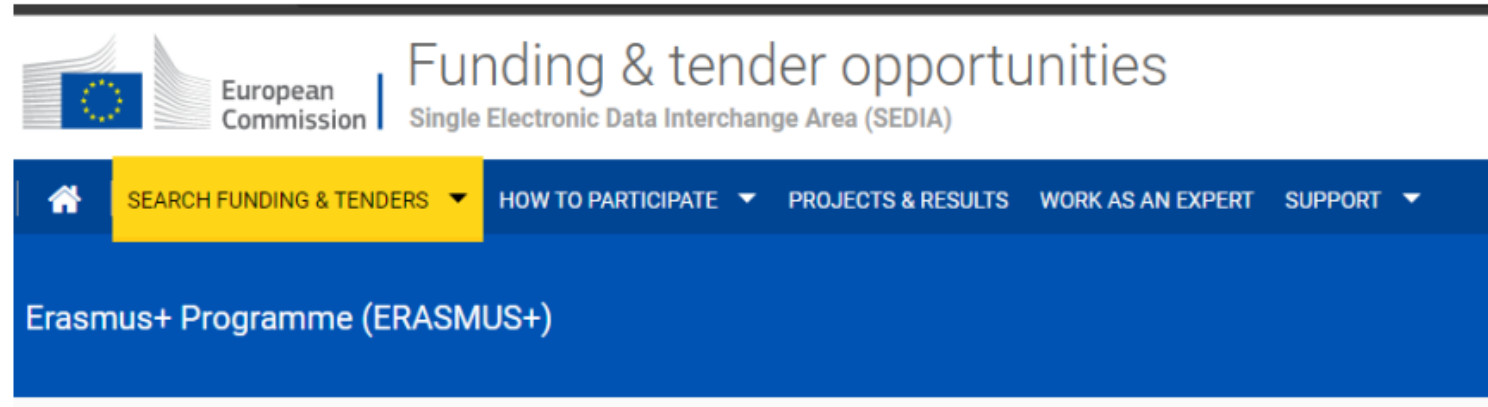 European
Commission
Funding & tender opportunities
Single Electronic Data Interchange Area (SEDIA)
SEARCH FUNDING & TENDERS HOW TO PARTICIPATE PROJECTS & RESULTS WORK AS AN EXPERT SUPPORT
Erasmus+ Programme (ERASMUS+)